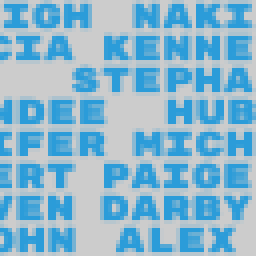 IGH NAKI
CIA KENNE
STEPHA
NDEE HUB
IFER MICH
ERT PAIGE
VEN DARBY
OHN ALEX